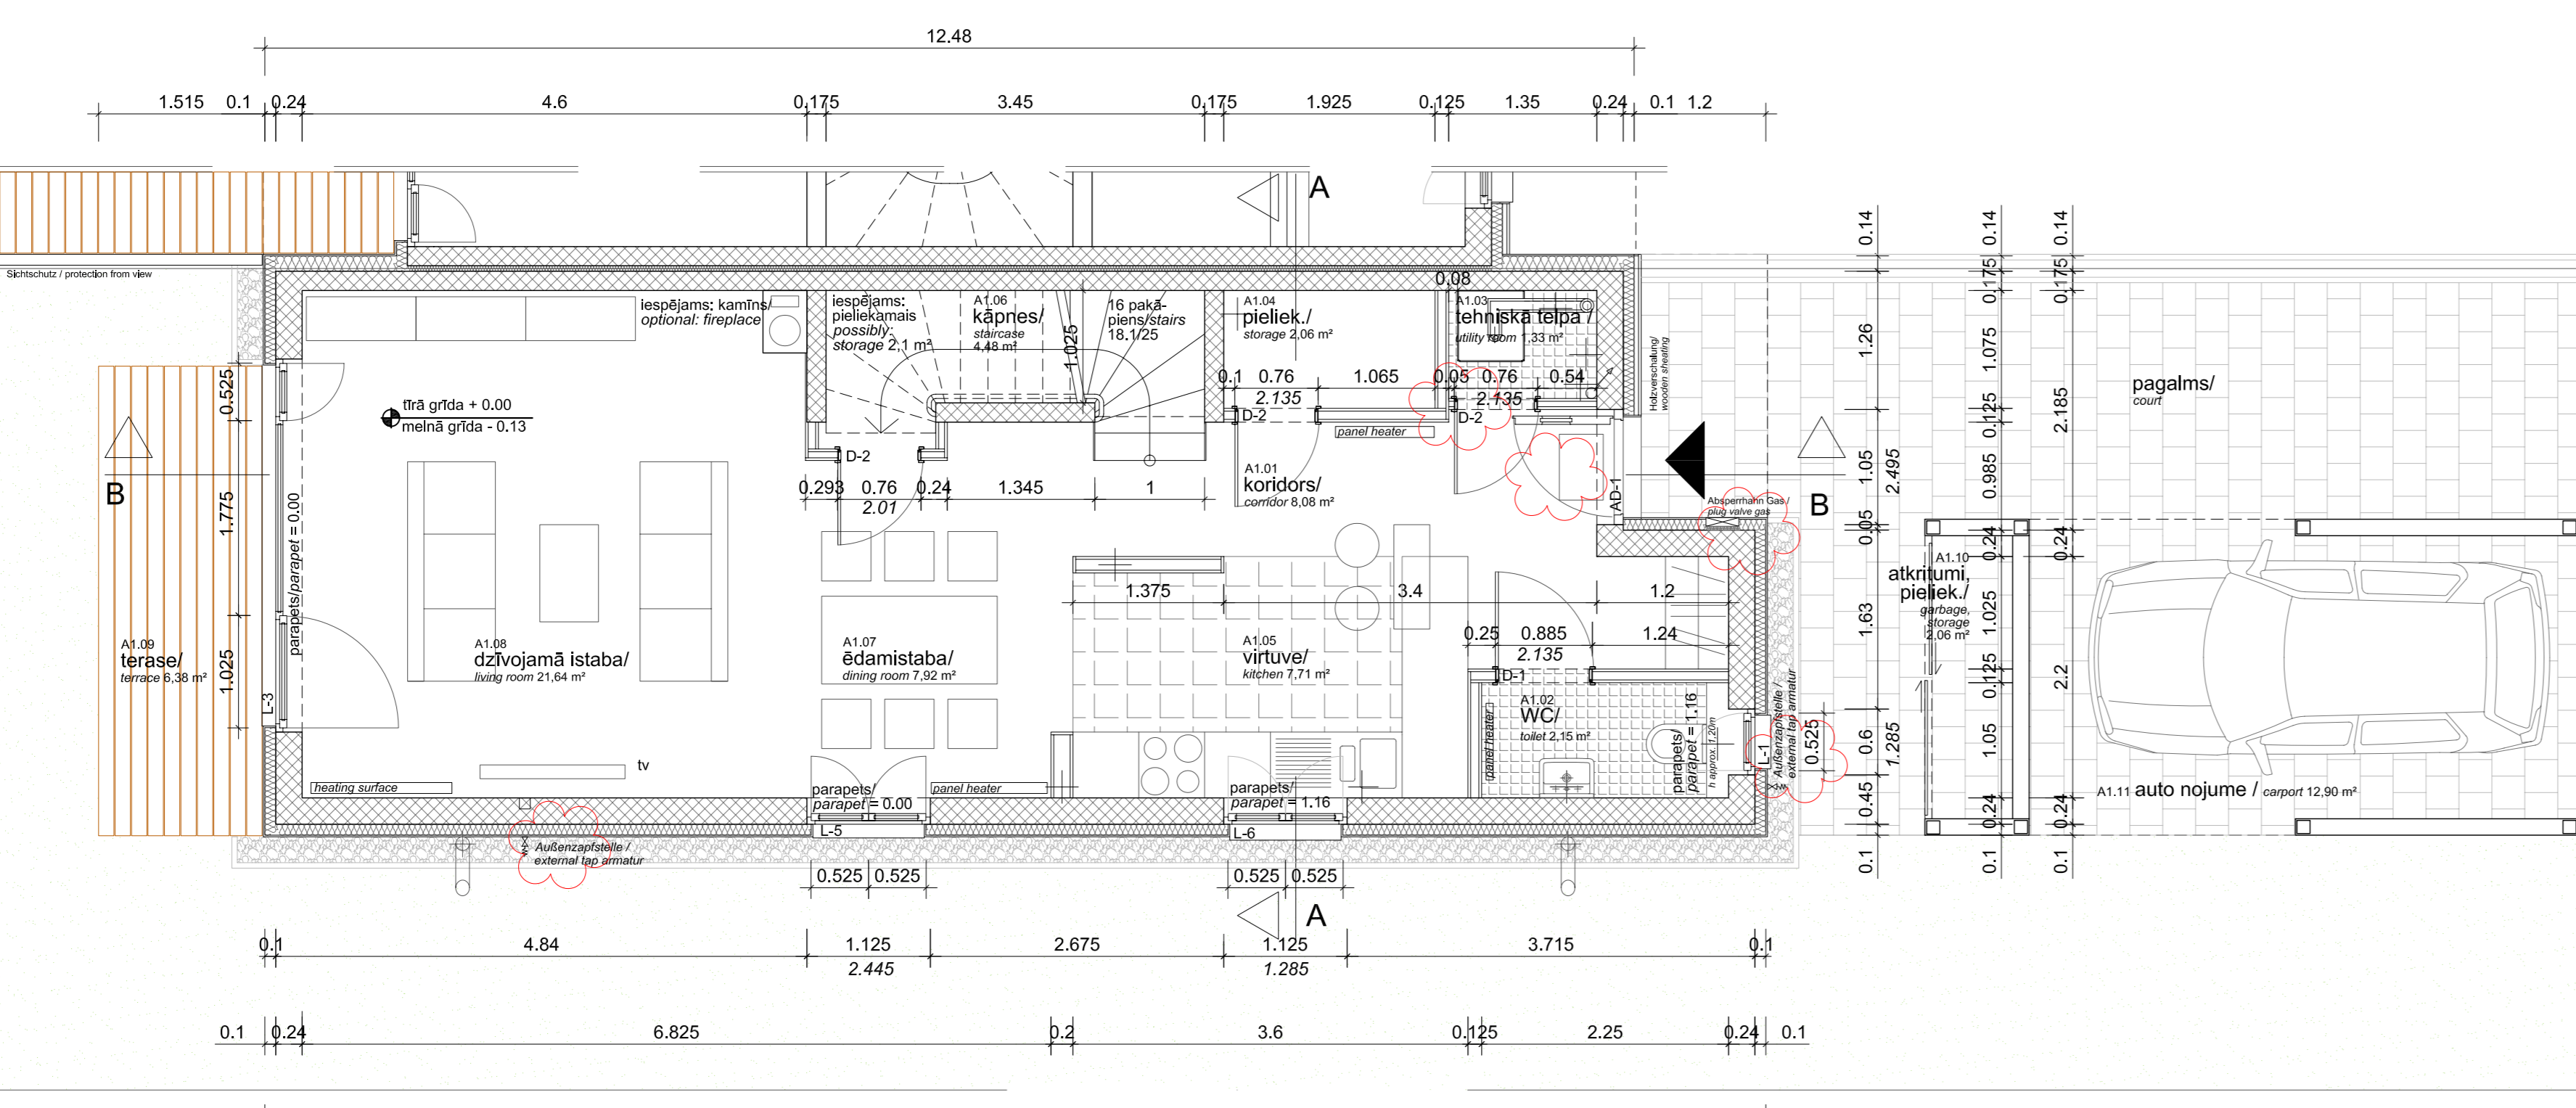 12.48
1.515 0.1 0.24 4.6 0.175 3.45 0.175 1.925 0.125 1.35 0.24 0.1 1.2
A
Sichtschutz / protection from view
iespējams: kamīns/
optional: fireplace
iespējams:
pieliekamais
possibly:
storage 2,1 m²
A1.06
kāpnes/
staircase
4,48 m²
1.025
16 pakā-
piens/stairs
18.1/25
A1.04
pieliek./
storage 2,06 m²
0.08
A1.03
tehniskā telpa /
utility room 1,33 m²
Holzverschalung/
wooden sheating
0.1 0.76 1.065 0.05 0.76 0.54
2.135 2.135
D-2
D-2
panel heater
tīrā grīda + 0.00
melnā grīda - 0.13
D-2
0.293 0.76 0.24 1.345 1
2.01
A1.01
koridors/
corridor 8,08 m²
AD-1
Absperrhahn Gas /
plug valve gas
B
B
0.525
1.775
1.025
parapets/parapet = 0.00
L-3
A1.09
terase/
terrace 6,38 m²
A1.08
dzīvojamā istaba/
living room 21,64 m²
A1.07
ēdamistaba/
dining room 7,92 m²
1.375 3.4 1.2
A1.05
virtuve/
kitchen 7,71 m²
0.25 0.885 1.24
2.135
D-1
A1.02
WC/
toilet 2,15 m²
panel heater
parapets/
parapet = 1.16
h approx. 1,20m
L-1
Außenzapfstelle /
external tap armatur
0.525
tv
heating surface
parapets/
parapet = 0.00
panel heater
parapets/
parapet = 1.16
L-5
L-6
Außenzapfstelle /
external tap armatur
0.525 0.525
0.525 0.525
A
0.14
1.26
1.05
2.495
0.05
1.63
0.6
1.285
0.45
0.1
0.14
0.175
1.075
0.125
0.985
0.24
1.025
0.125
1.05
0.24
0.1
0.14
0.175
2.185
0.24
2.2
0.24
0.1
pagalms/
court
A1.10
atkritumi,
pieliek./
garbage,
storage
2,06 m²
A1.11 auto nojume / carport 12,90 m²
0.1 4.84 1.125 2.675 1.125 3.715 0.1
2.445 1.285
0.1 0.24 6.825 0.2 3.6 0.125 2.25 0.24 0.1